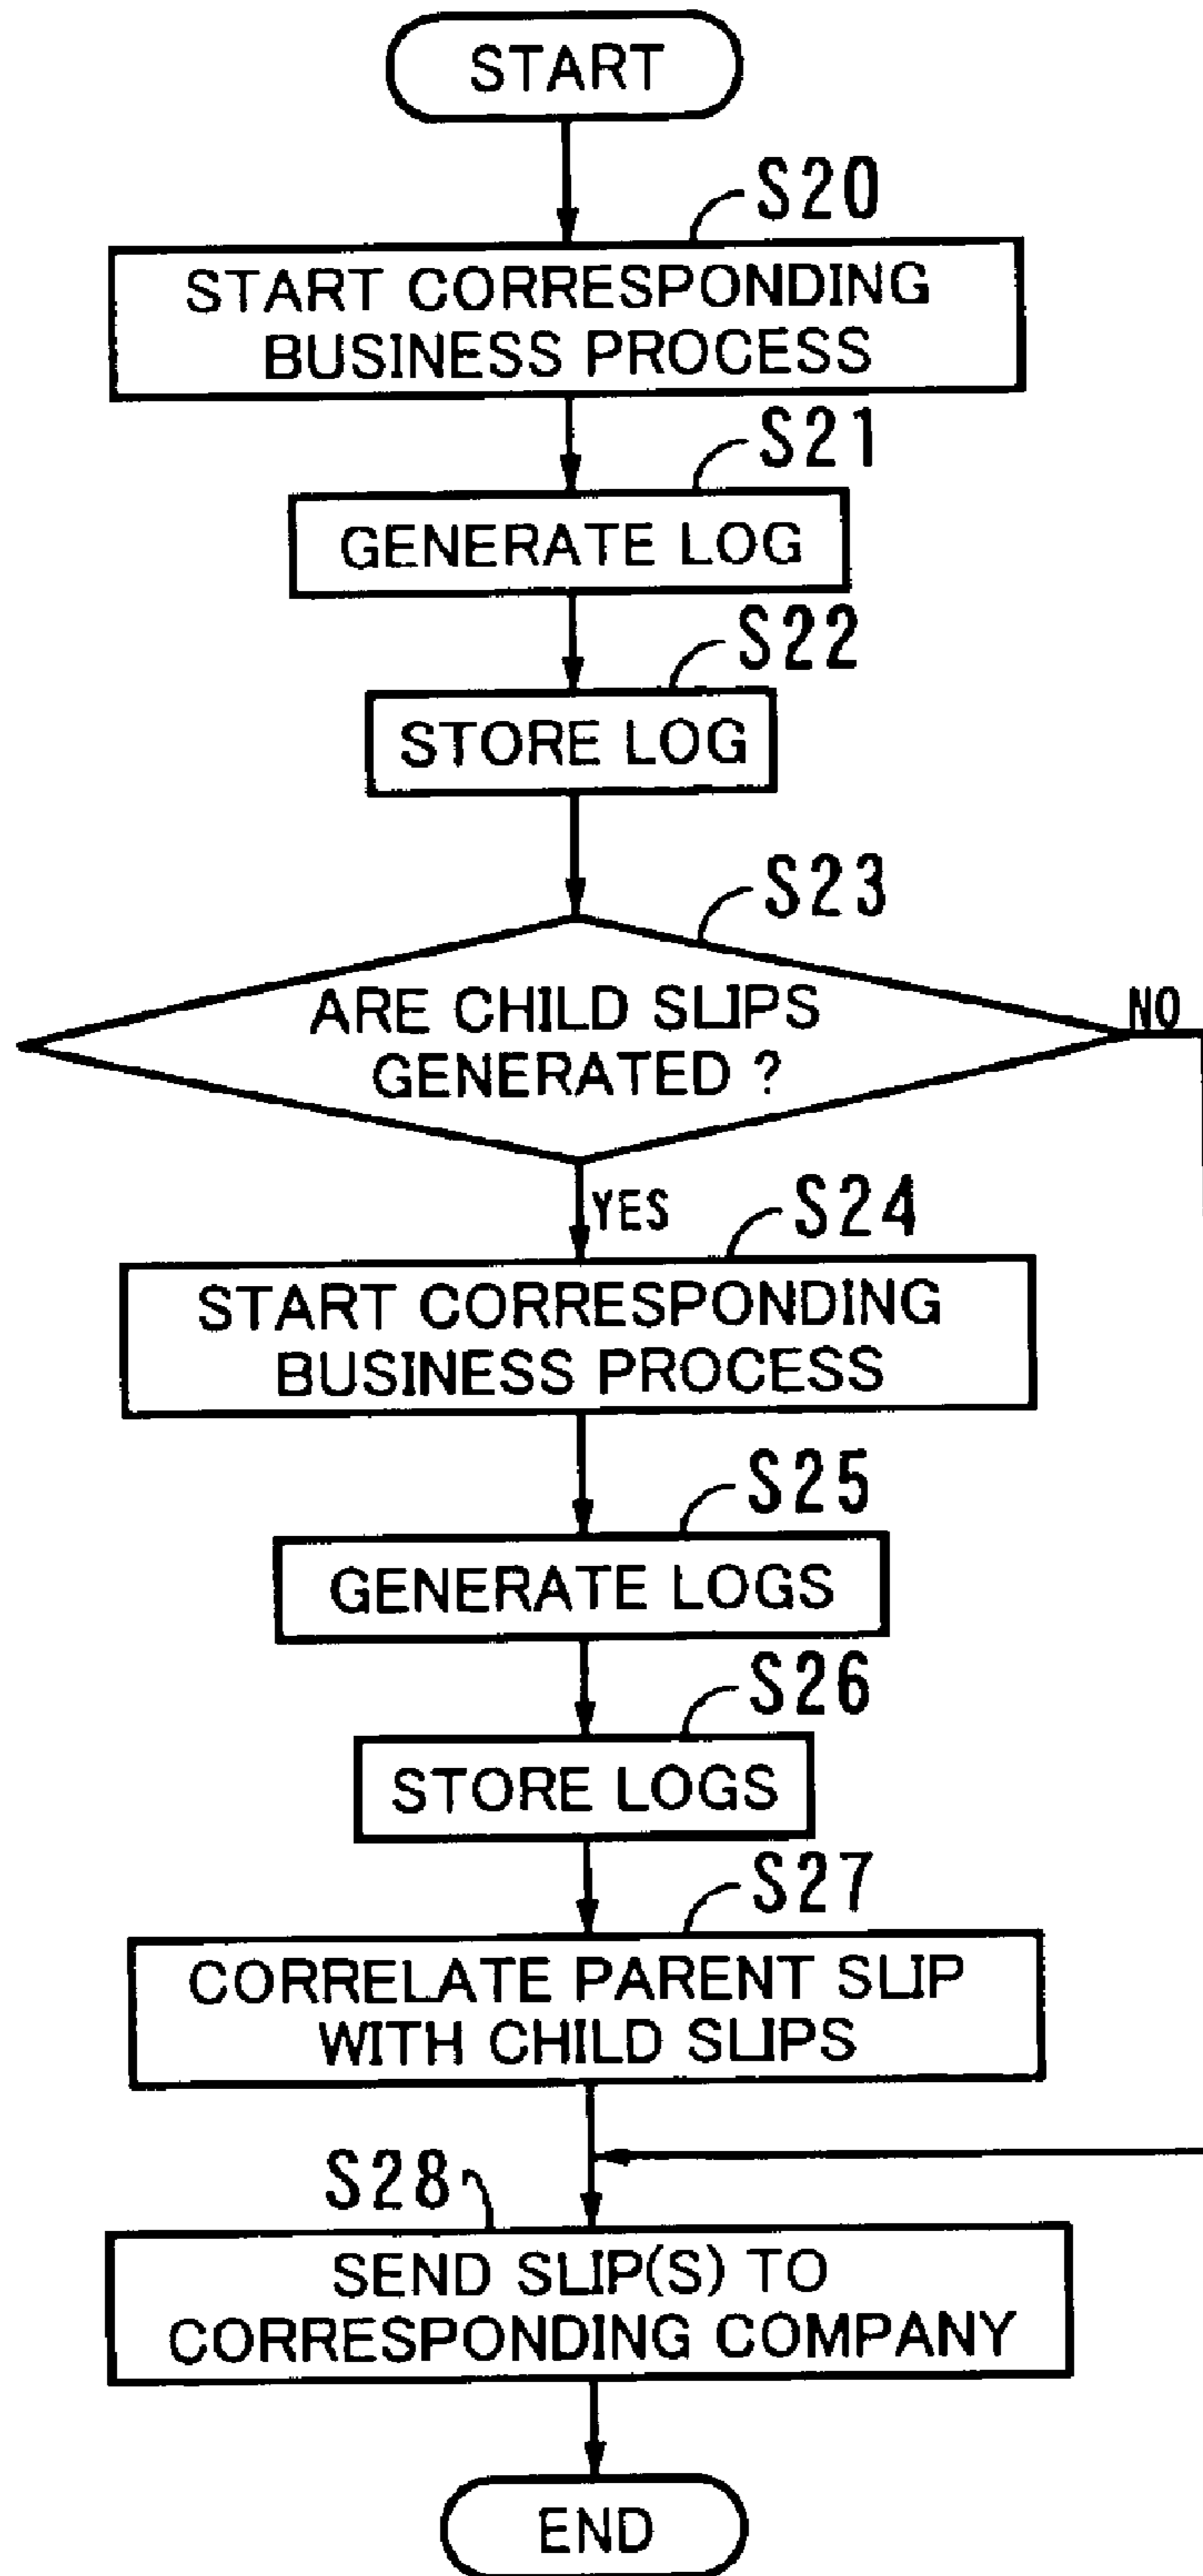 START
S20
START CORRESPONDING
BUSINESS PROCESS
S21
GENERATE LOG
S22
STORE LOG
S23
ARE CHILD SLIPS
GENERATED ?
NO
YES
S24
START CORRESPONDING
BUSINESS PROCESS
S25
GENERATE LOGS
S26
STORE LOGS
S27
CORRELATE PARENT SLIP
WITH CHILD SLIPS
S28
SEND SLIP(S) TO
CORRESPONDING COMPANY
END